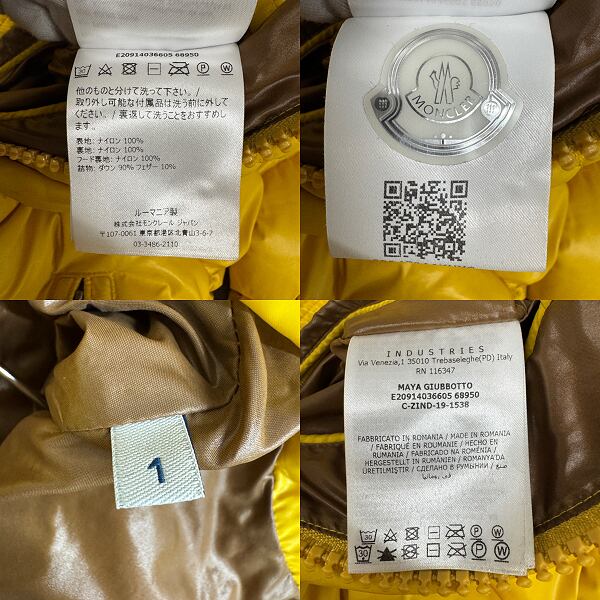 E20914036605 68950
30
P
W
他のものと分けて洗って下さい。/
取り外し可能な付属品は洗う前に外して
ください。/ 裏返して洗うことをおすすめし
ます。
表地: ナイロン 100%
裏地: ナイロン 100%
フード裏地: ナイロン 100%
詰物: ダウン 90% フェザー 10%
ルーマニア製
株式会社モンクレール ジャパン
〒107-0061 東京都港区北青山3-6-7
03-3486-2110
MONCLER
1
INDUSTRIES
Via Venezia,1 35010 Trebaseleghe(PD) Italy
RN 116347
MAYA GIUBBOTTO
E20914036605 68950
C-ZIND-19-1538
FABBRICATO IN ROMANIA / MADE IN ROMANIA
/ FABRIQUÉ EN ROUMANIE / HECHO EN
RUMANIA / FABRICADO NA ROMÉNIA /
HERGESTELLT IN RUMÄNIEN / ROMANYA'DA
ÜRETILMIŞTIR / СДЕЛАНО В РУМЫНИИ / صنع
في رومانيا
30
P
W
30
P
W